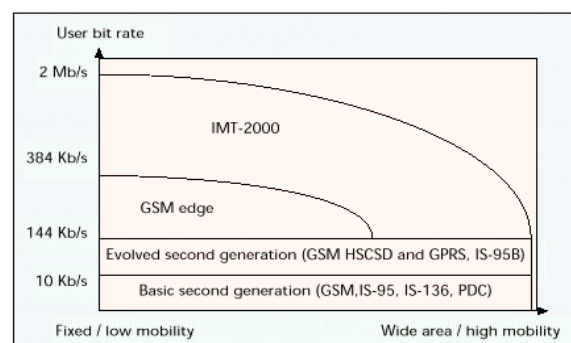 User bit rate
2 Mb/s
IMT-2000
384 Kb/s
GSM edge
144 Kb/s
Evolved second generation (GSM HSCSD and GPRS, IS-95B)
10 Kb/s
Basic second generation (GSM,IS-95, IS-136, PDC)
Fixed / low mobility
Wide area / high mobility